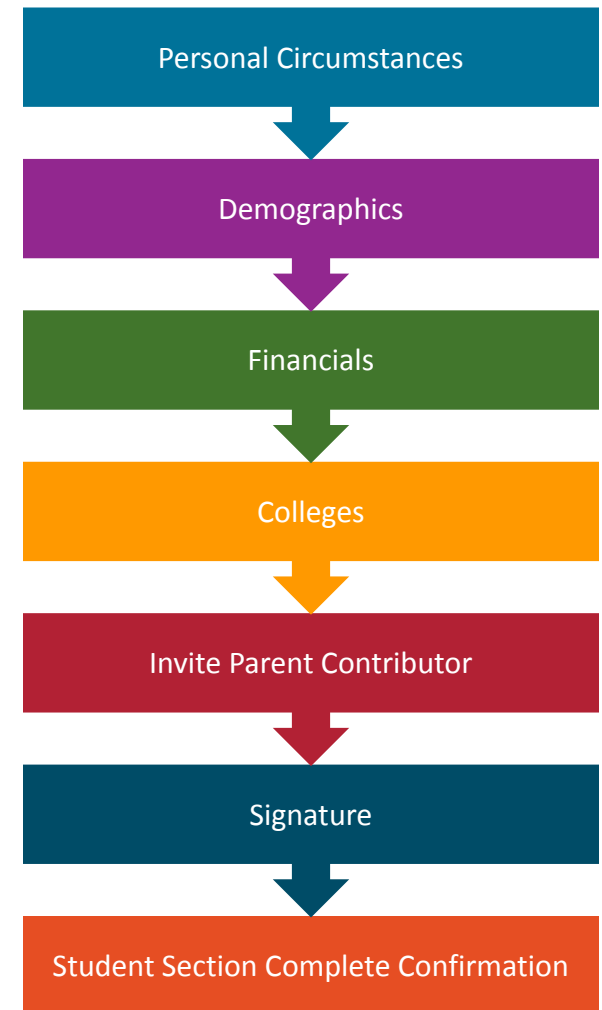 Personal Circumstances
Demographics
Financials
Colleges
Invite Parent Contributor
Signature
Student Section Complete Confirmation